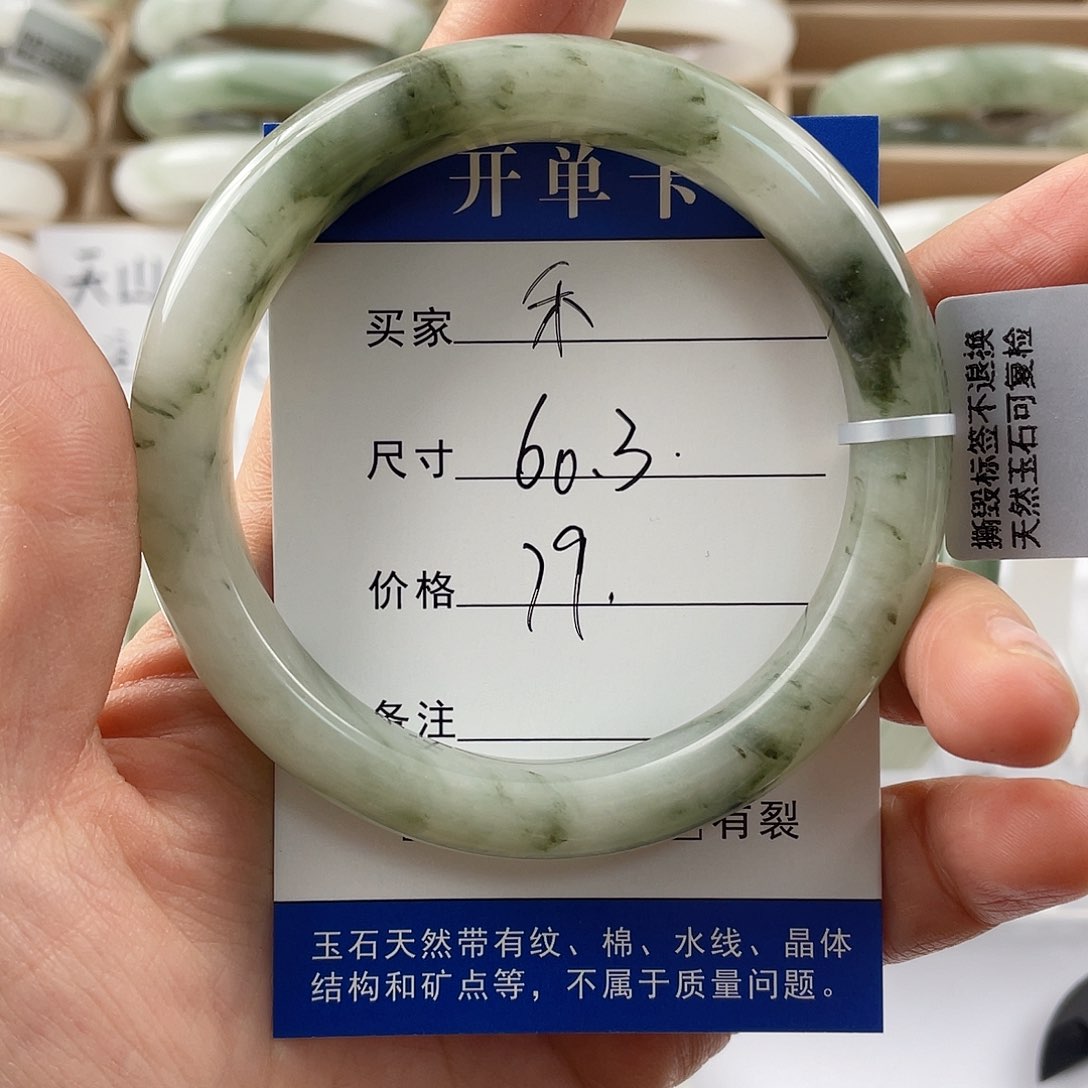 开单卡
买家 禾
尺寸 60.3
价格 79.
备注
有裂
玉石天然带有纹、棉、水线、晶体
结构和矿点等，不属于质量问题。
撕毁标签不退换
天然玉石可复检
天山